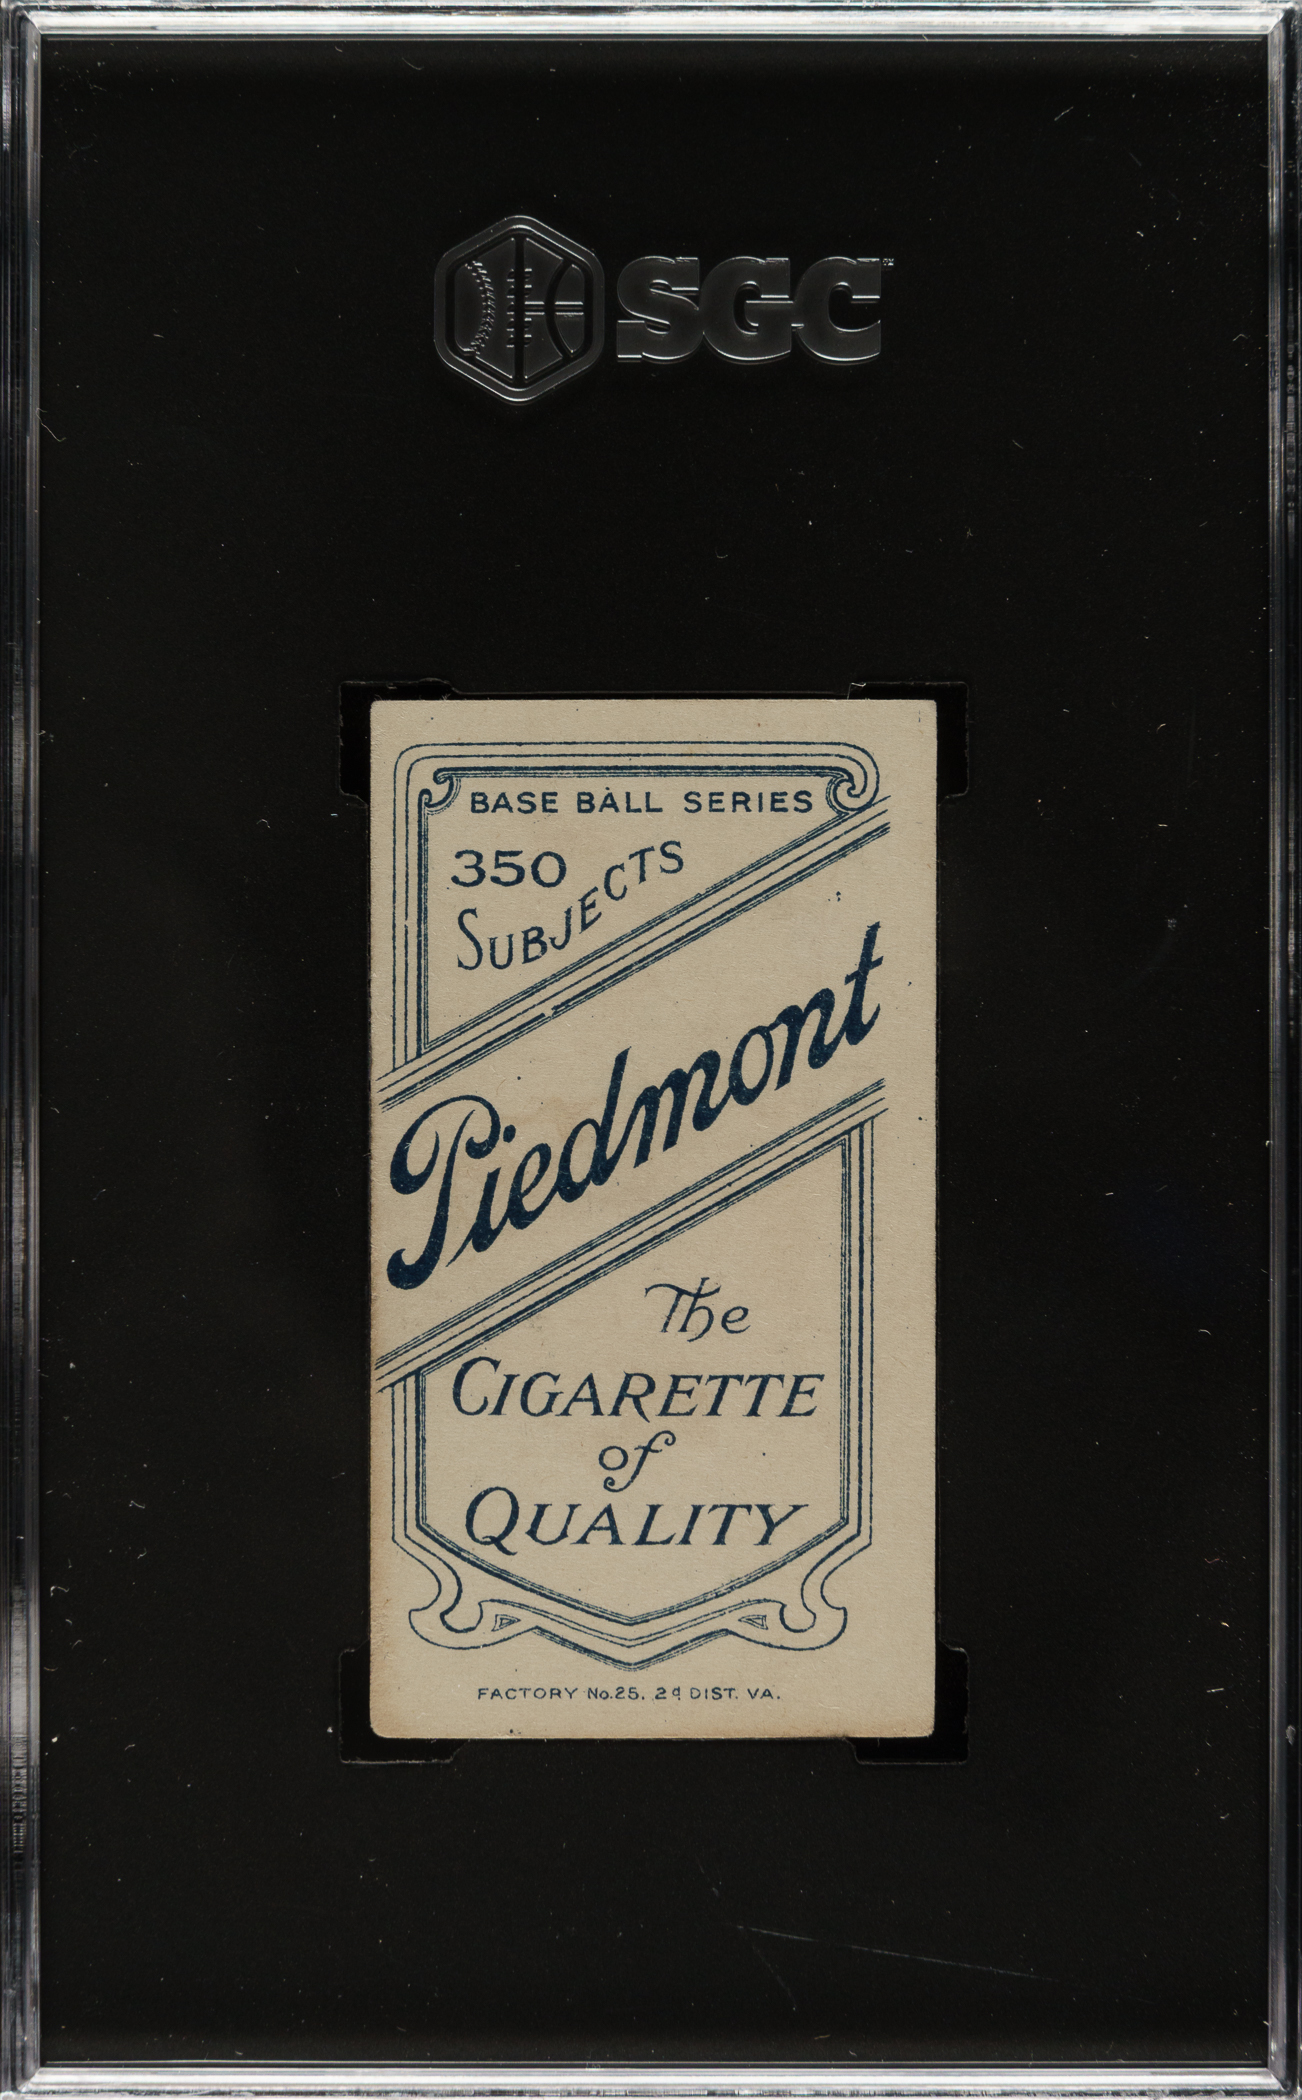 SGC
BASE BALL SERIES
350
SUBJECTS
Piedmont
The
CIGARETTE
of
QUALITY
FACTORY No. 25, 2d DIST. VA.